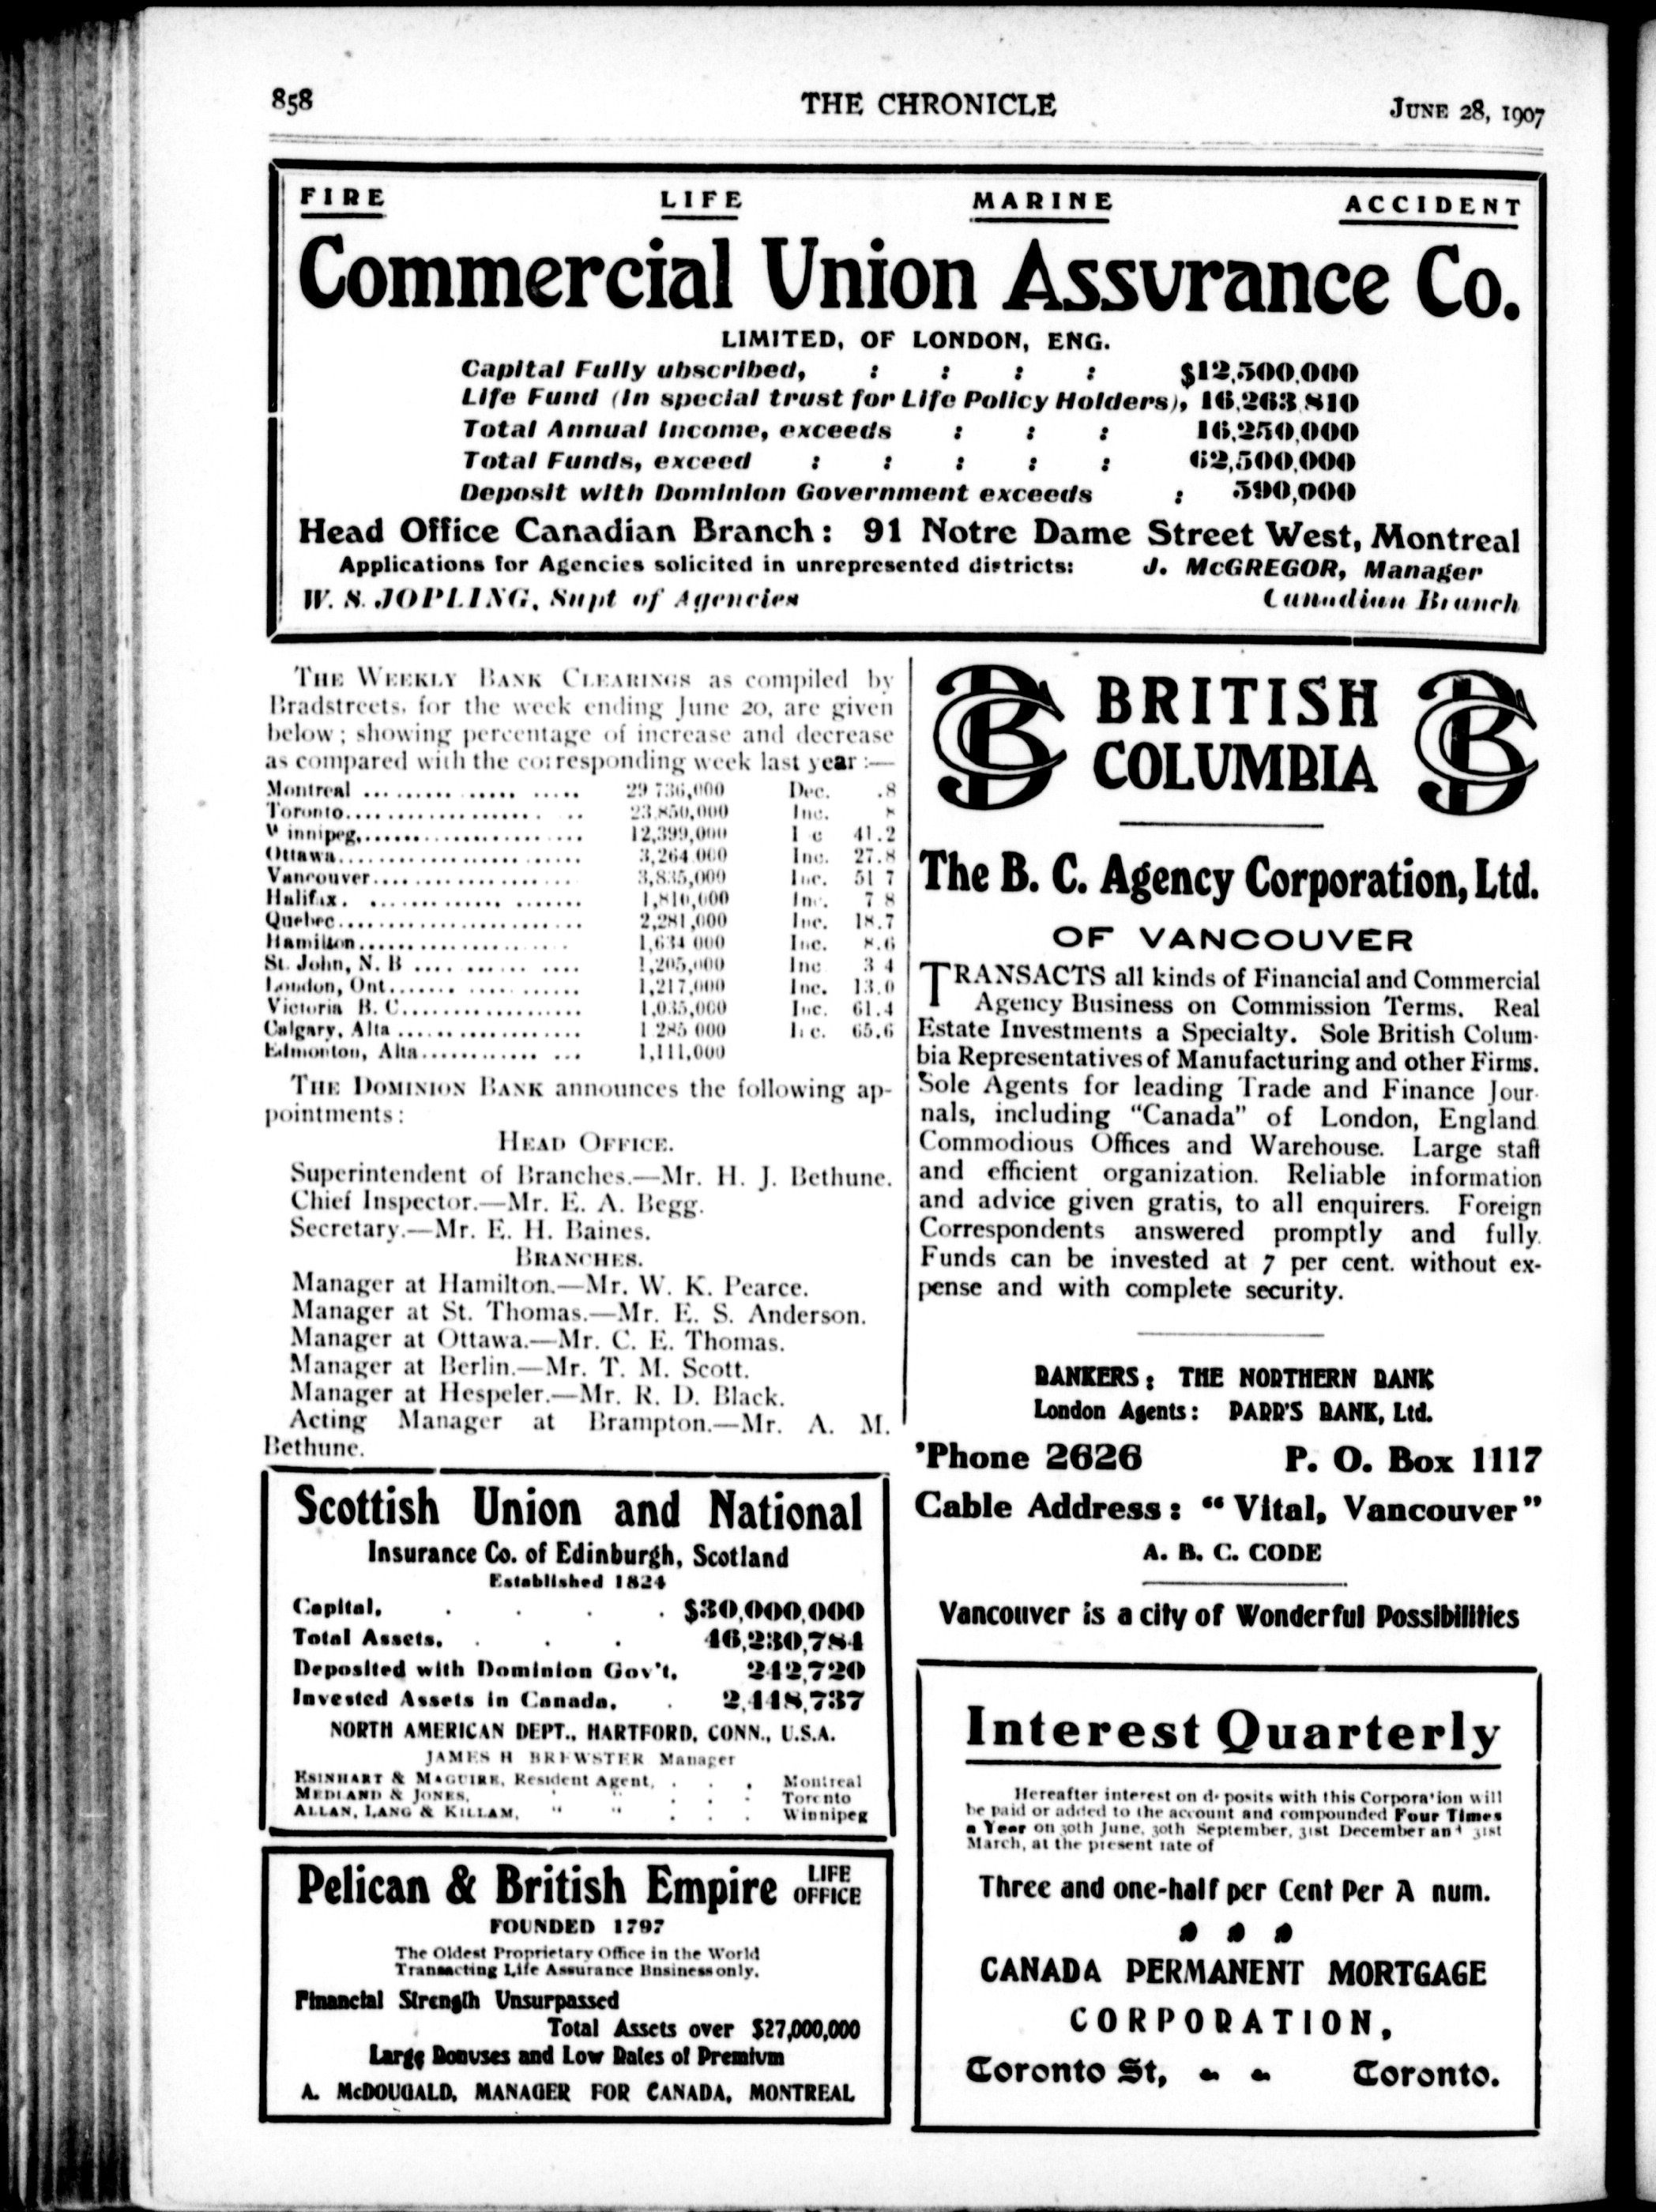 858
THE CHRONICLE
JUNE 28, 1907
FIRE LIFE MARINE ACCIDENT
Commercial Union Assurance Co.
LIMITED, OF LONDON, ENG.
Capital Fully ubscribed, : : : : $12,500,000
Life Fund (In special trust for Life Policy Holders), 16,263,810
Total Annual Income, exceeds : : : 16,250,000
Total Funds, exceed : : : : : 62,500,000
Deposit with Dominion Government exceeds : 590,000
Head Office Canadian Branch: 91 Notre Dame Street West, Montreal
Applications for Agencies solicited in unrepresented districts: J. McGREGOR, Manager
W. S. JOPLING, Supt of Agencies Canadian Branch
THE WEEKLY BANK CLEARINGS as compiled by
Bradstreets, for the week ending June 20, are given
below; showing percentage of increase and decrease
as compared with the corresponding week last year:—
Montreal .................... 29 736,000 Dec. .8
Toronto.................... 23,850,000 Inc. 8
Winnipeg.................... 12,399,000 I c 41.2
Ottawa.................... 3,264 000 Inc. 27.8
Vancouver.................... 3,835,000 Inc. 51 7
Halifax. .................... 1,810,000 Inc. 7 8
Quebec.................... 2,281,000 Inc. 18.7
Hamilton.................... 1,634 000 Inc. 8.6
St. John, N. B .................... 1,205,000 Inc 3 4
London, Ont.................... 1,217,000 Inc. 13.0
Victoria B. C.................... 1,035,000 Inc. 61.4
Calgary, Alta .................... 1 285 000 I c. 65.6
Edmonton, Alta.................... 1,111,000
THE DOMINION BANK announces the following ap-
pointments:
HEAD OFFICE.
Superintendent of Branches.—Mr. H. J. Bethune.
Chief Inspector.—Mr. E. A. Begg.
Secretary.—Mr. E. H. Baines.
BRANCHES.
Manager at Hamilton.—Mr. W. K. Pearce.
Manager at St. Thomas.—Mr. E. S. Anderson.
Manager at Ottawa.—Mr. C. E. Thomas.
Manager at Berlin.—Mr. T. M. Scott.
Manager at Hespeler.—Mr. R. D. Black.
Acting Manager at Brampton.—Mr. A. M.
Bethune.
Scottish Union and National
Insurance Co. of Edinburgh, Scotland
Established 1824
Capital, . . . . $30,000,000
Total Assets, . . . 46,230,784
Deposited with Dominion Gov't, 242,720
Invested Assets in Canada, . 2,448,737
NORTH AMERICAN DEPT., HARTFORD, CONN., U.S.A.
JAMES H BREWSTER Manager
ESINHART & MAGUIRE, Resident Agent, . . . Montreal
MEDLAND & JONES, " " . . . Toronto
ALLAN, LANG & KILLAM, " " . . . Winnipeg
Pelican & British Empire LIFE OFFICE
FOUNDED 1797
The Oldest Proprietary Office in the World
Transacting Life Assurance Business only.
Financial Strength Unsurpassed
Total Assets over $27,000,000
Large Bonuses and Low Rates of Premium
A. McDOUGALD, MANAGER FOR CANADA, MONTREAL
BRITISH
COLUMBIA
The B. C. Agency Corporation, Ltd.
OF VANCOUVER
TRANSACTS all kinds of Financial and Commercial
Agency Business on Commission Terms. Real
Estate Investments a Specialty. Sole British Colum-
bia Representatives of Manufacturing and other Firms.
Sole Agents for leading Trade and Finance Jour-
nals, including "Canada" of London, England
Commodious Offices and Warehouse. Large staff
and efficient organization. Reliable information
and advice given gratis, to all enquirers. Foreign
Correspondents answered promptly and fully.
Funds can be invested at 7 per cent. without ex-
pense and with complete security.
BANKERS: THE NORTHERN BANK
London Agents: PARR'S BANK, Ltd.
'Phone 2626 P. O. Box 1117
Cable Address: "Vital, Vancouver"
A. B. C. CODE
Vancouver is a city of Wonderful Possibilities
Interest Quarterly
Hereafter interest on deposits with this Corporation will
be paid or added to the account and compounded Four Times
a Year on 30th June, 30th September, 31st December and 31st
March, at the present rate of
Three and one-half per Cent Per A num.
CANADA PERMANENT MORTGAGE
CORPORATION,
Toronto St, Toronto.